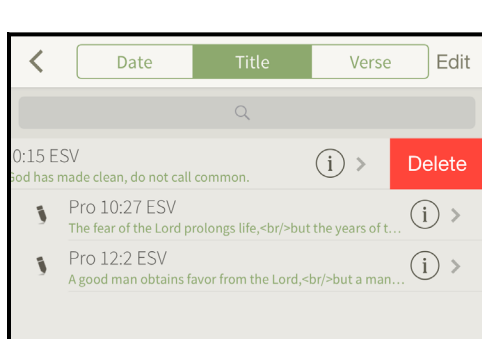 Date Title Verse Edit
0:15 ESV
God has made clean, do not call common.
Delete
Pro 10:27 ESV
The fear of the Lord prolongs life,<br/>but the years of t...
Pro 12:2 ESV
A good man obtains favor from the Lord,<br/>but a man...